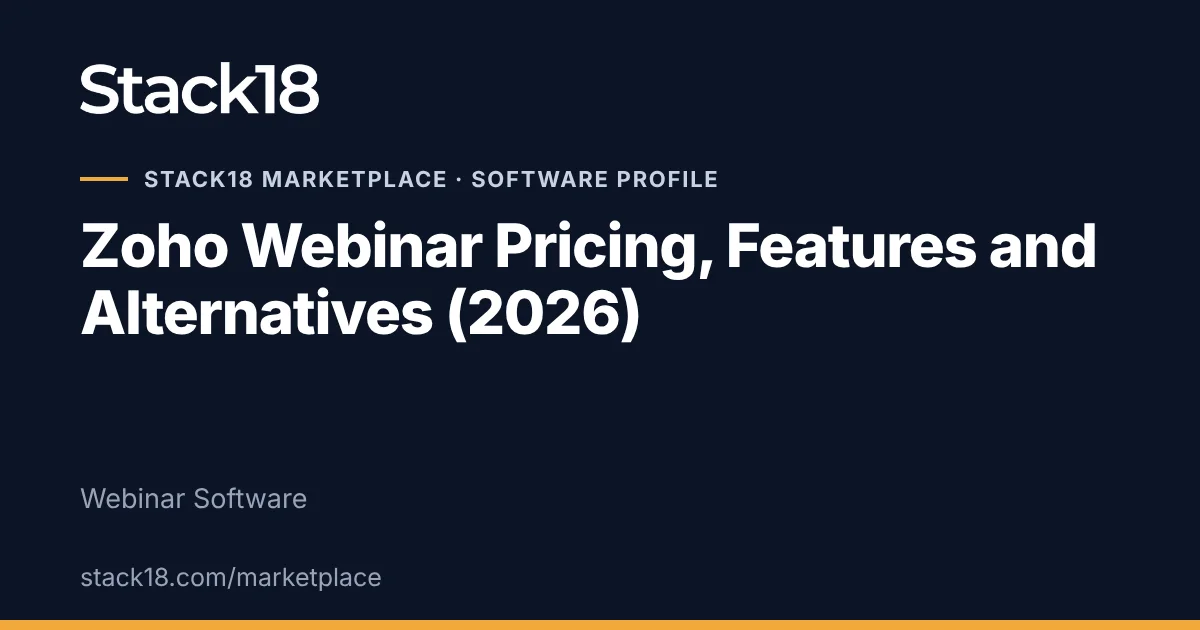 Stack18
STACK18 MARKETPLACE · SOFTWARE PROFILE
Zoho Webinar Pricing, Features and
Alternatives (2026)
Webinar Software
stack18.com/marketplace